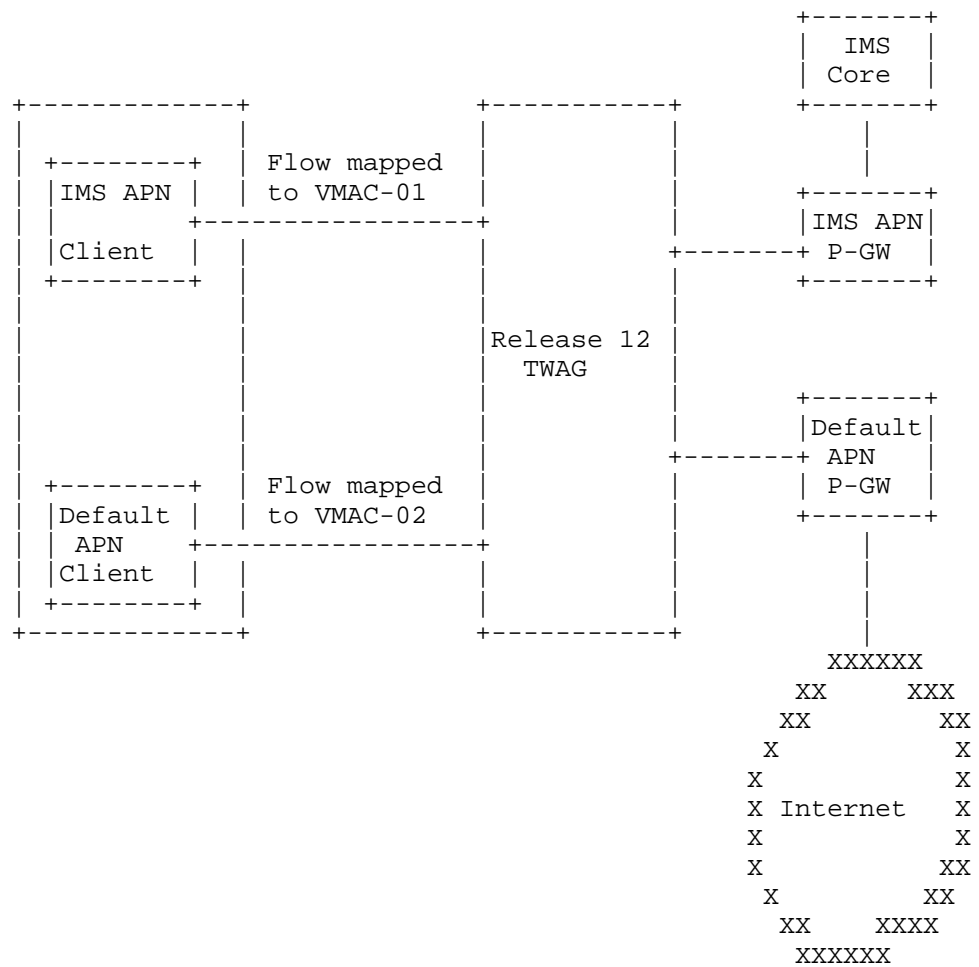 IMS
Core
Flow mapped
IMS APN
to VMAC-01
IMS APN
Client
P-GW
Release 12
TWAG
Default
APN
Flow mapped
P-GW
Default
to VMAC-02
APN
Client
Internet